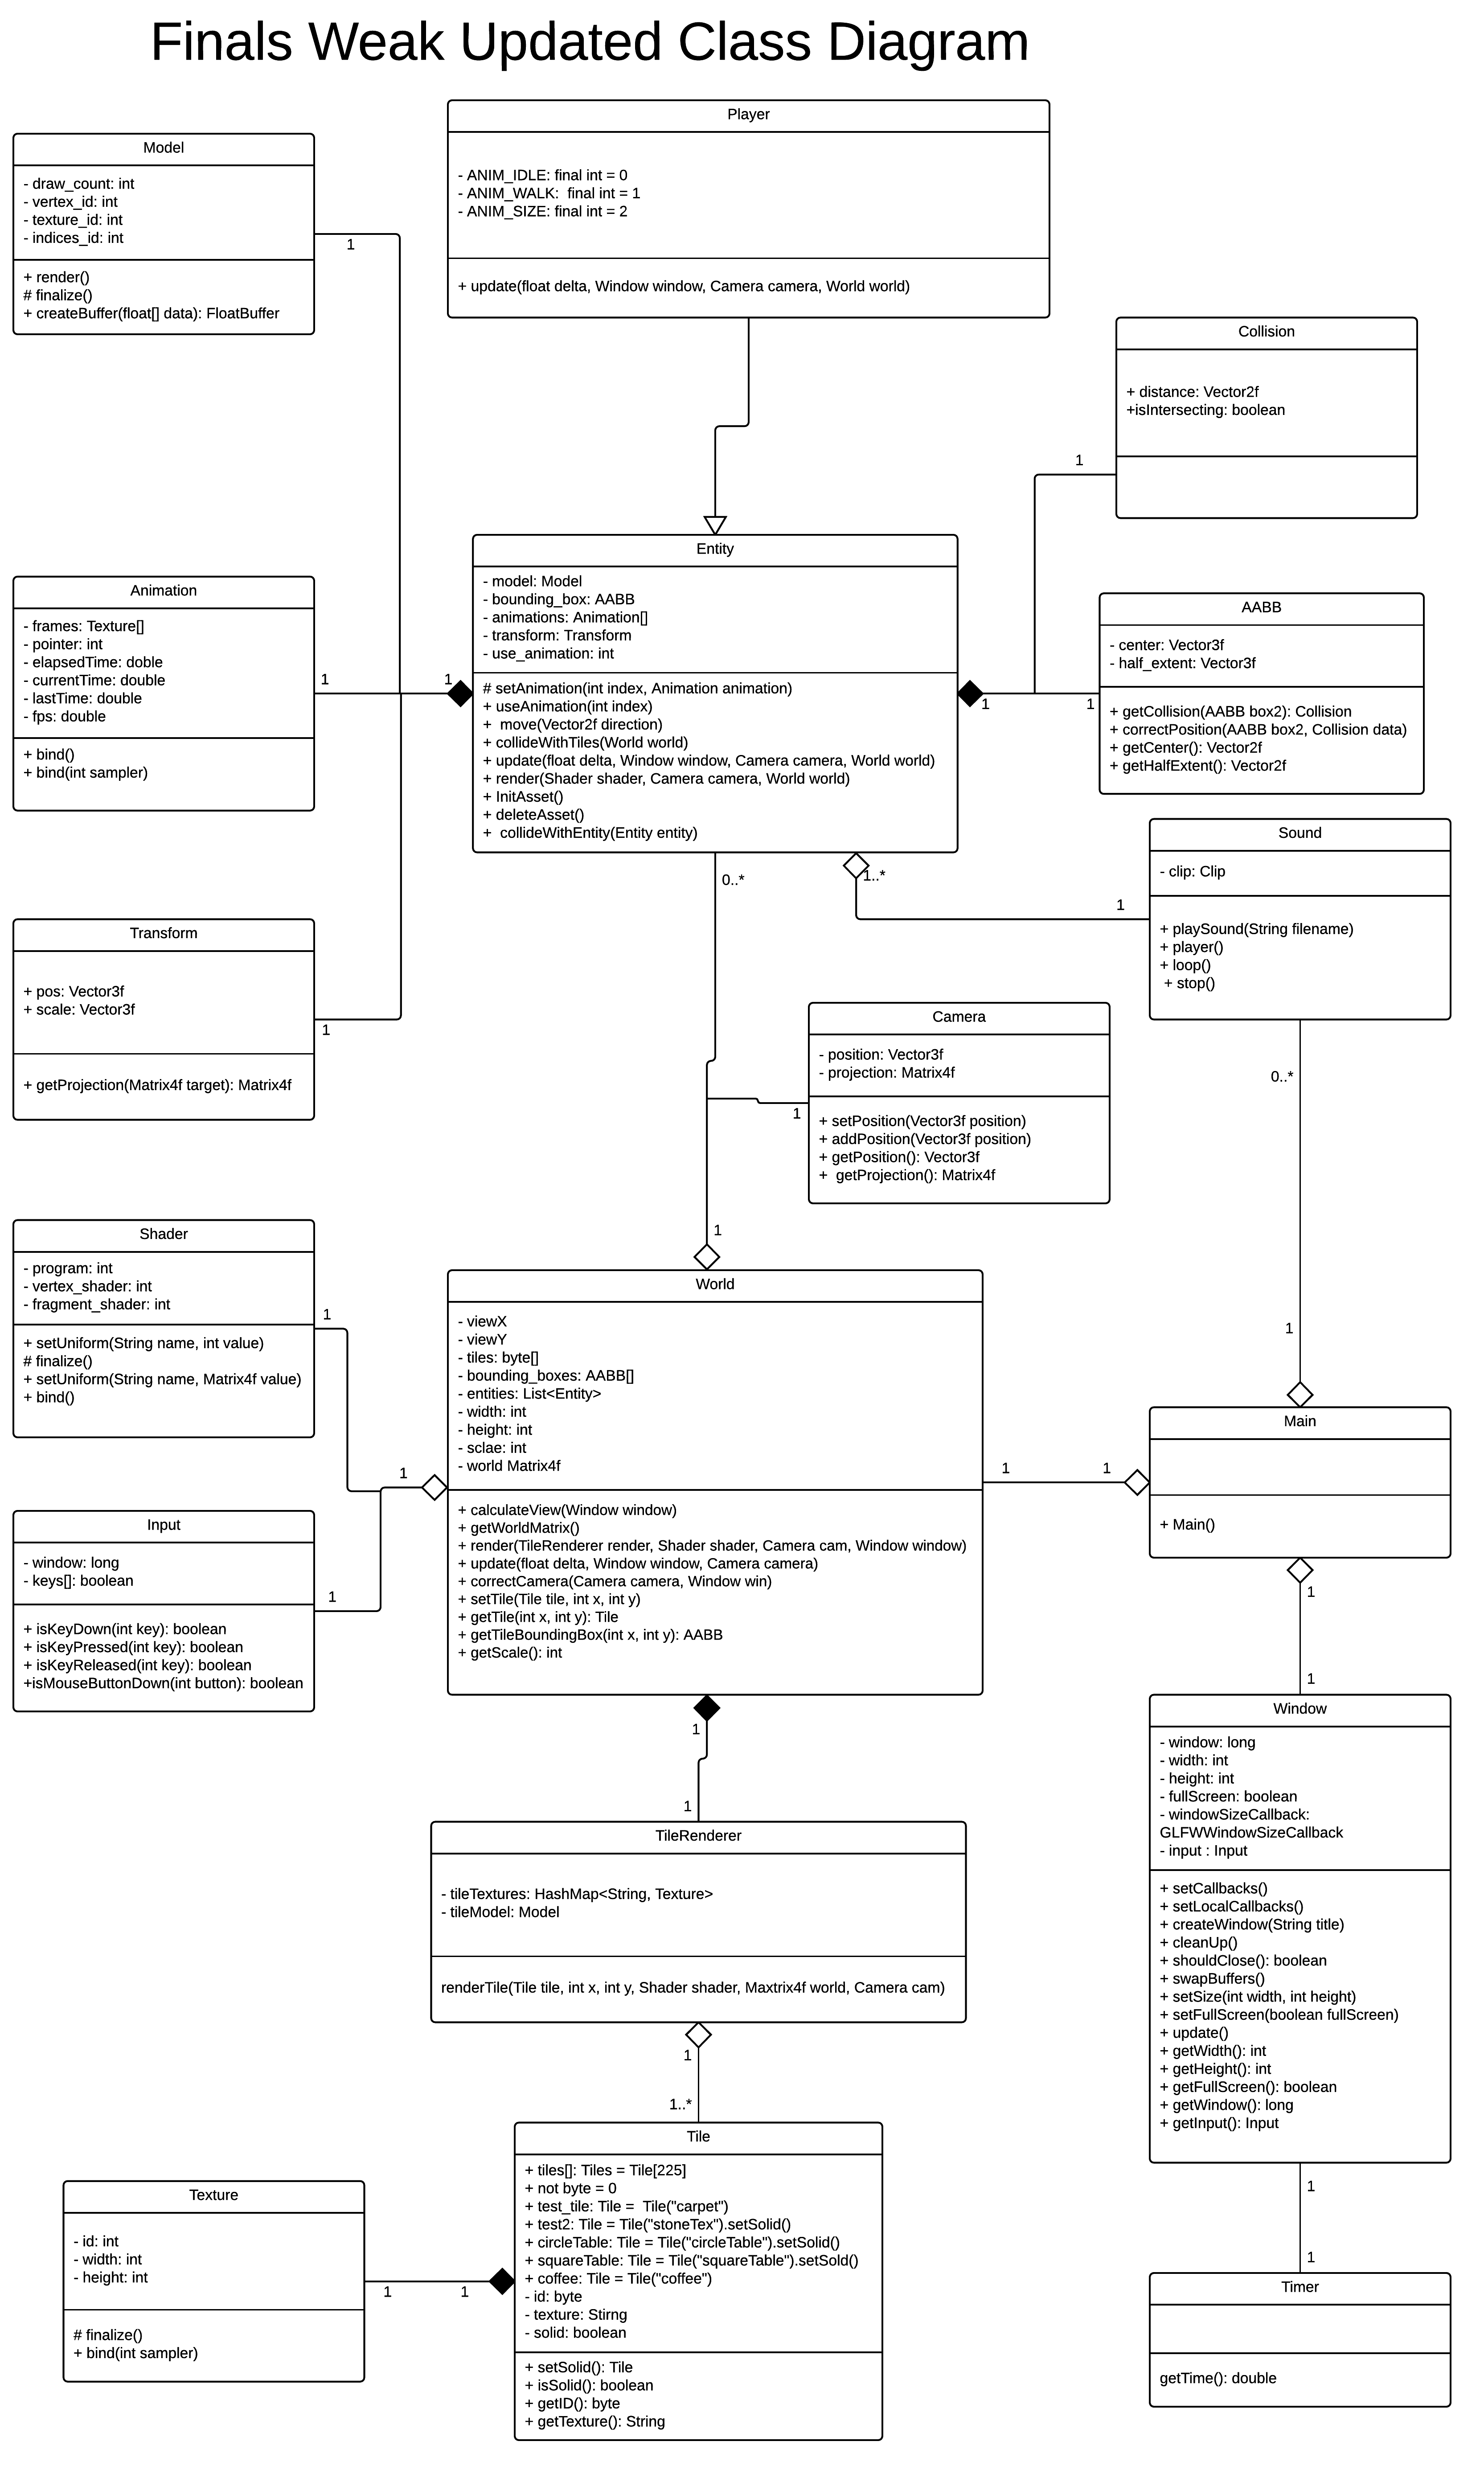 Finals Weak Updated Class Diagram
Player
- ANIM_IDLE: final int = 0
- ANIM_WALK:  final int = 1
- ANIM_SIZE: final int = 2
+ update(float delta, Window window, Camera camera, World world)
Model
- draw_count: int
- vertex_id: int
- texture_id: int
- indices_id: int
+ render()
# finalize()
+ createBuffer(float[] data): FloatBuffer
1
Collision
+ distance: Vector2f
+isIntersecting: boolean
1
Entity
- model: Model
- bounding_box: AABB
- animations: Animation[]
- transform: Transform
- use_animation: int
# setAnimation(int index, Animation animation)
+ useAnimation(int index)
+  move(Vector2f direction)
+ collideWithTiles(World world)
+ update(float delta, Window window, Camera camera, World world)
+ render(Shader shader, Camera camera, World world)
+ InitAsset()
+ deleteAsset()
+  collideWithEntity(Entity entity)
Animation
- frames: Texture[]
- pointer: int
- elapsedTime: doble
- currentTime: double
- lastTime: double
- fps: double
+ bind()
+ bind(int sampler)
1
1
AABB
- center: Vector3f
- half_extent: Vector3f
+ getCollision(AABB box2): Collision
+ correctPosition(AABB box2, Collision data)
+ getCenter(): Vector2f
+ getHalfExtent(): Vector2f
1
1
Sound
- clip: Clip
+ playSound(String filename)
+ player()
+ loop()
+ stop()
0..*
1..*
1
Transform
+ pos: Vector3f
+ scale: Vector3f
+ getProjection(Matrix4f target): Matrix4f
1
Camera
- position: Vector3f
- projection: Matrix4f
+ setPosition(Vector3f position)
+ addPosition(Vector3f position)
+ getPosition(): Vector3f
+  getProjection(): Matrix4f
1
0..*
1
1
Shader
- program: int
- vertex_shader: int
- fragment_shader: int
+ setUniform(String name, int value)
# finalize()
+ setUniform(String name, Matrix4f value)
+ bind()
1
World
- viewX
- viewY
- tiles: byte[]
- bounding_boxes: AABB[]
- entities: List<Entity>
- width: int
- height: int
- sclae: int
- world Matrix4f
+ calculateView(Window window)
+ getWorldMatrix()
+ render(TileRenderer render, Shader shader, Camera cam, Window window)
+ update(float delta, Window window, Camera camera)
+ correctCamera(Camera camera, Window win)
+ setTile(Tile tile, int x, int y)
+ getTile(int x, int y): Tile
+ getTileBoundingBox(int x, int y): AABB
+ getScale(): int
1
1
1
Main
+ Main()
Input
- window: long
- keys[]: boolean
+ isKeyDown(int key): boolean
+ isKeyPressed(int key): boolean
+ isKeyReleased(int key): boolean
+isMouseButtonDown(int button): boolean
1
1
1
Window
- window: long
- width: int
- height: int
- fullScreen: boolean
- windowSizeCallback:
GLFWWindowSizeCallback
- input : Input
+ setCallbacks()
+ setLocalCallbacks()
+ createWindow(String title)
+ cleanUp()
+ shouldClose(): boolean
+ swapBuffers()
+ setSize(int width, int height)
+ setFullScreen(boolean fullScreen)
+ update()
+ getWidth(): int
+ getHeight(): int
+ getFullScreen(): boolean
+ getWindow(): long
+ getInput(): Input
1
1
TileRenderer
- tileTextures: HashMap<String, Texture>
- tileModel: Model
renderTile(Tile tile, int x, int y, Shader shader, Maxtrix4f world, Camera cam)
1
1..*
Tile
+ tiles[]: Tiles = Tile[225]
+ not byte = 0
+ test_tile: Tile =  Tile("carpet")
+ test2: Tile = Tile("stoneTex").setSolid()
+ circleTable: Tile = Tile("circleTable").setSolid()
+ squareTable: Tile = Tile("squareTable").setSold()
+ coffee: Tile = Tile("coffee")
- id: byte
- texture: Stirng
- solid: boolean
+ setSolid(): Tile
+ isSolid(): boolean
+ getID(): byte
+ getTexture(): String
Texture
- id: int
- width: int
- height: int
# finalize()
+ bind(int sampler)
1
1
1
1
Timer
getTime(): double